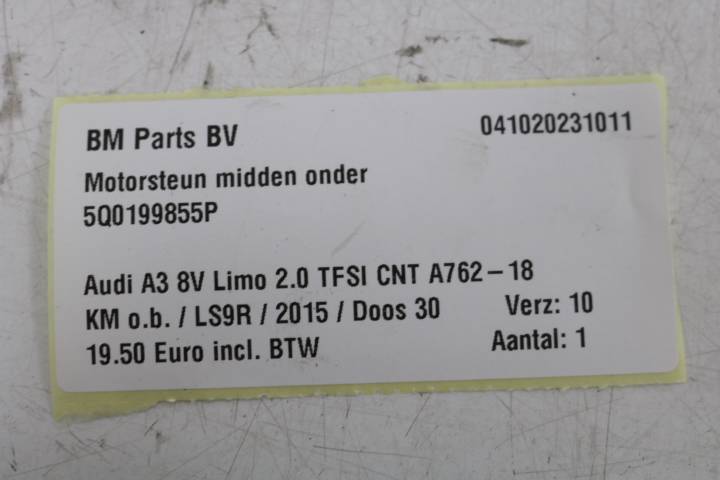 BM Parts BV 041020231011
Motorsteun midden onder
5Q0199855P
Audi A3 8V Limo 2.0 TFSI CNT A762-18
KM o.b. / LS9R / 2015 / Doos 30 Verz: 10
19.50 Euro incl. BTW Aantal: 1